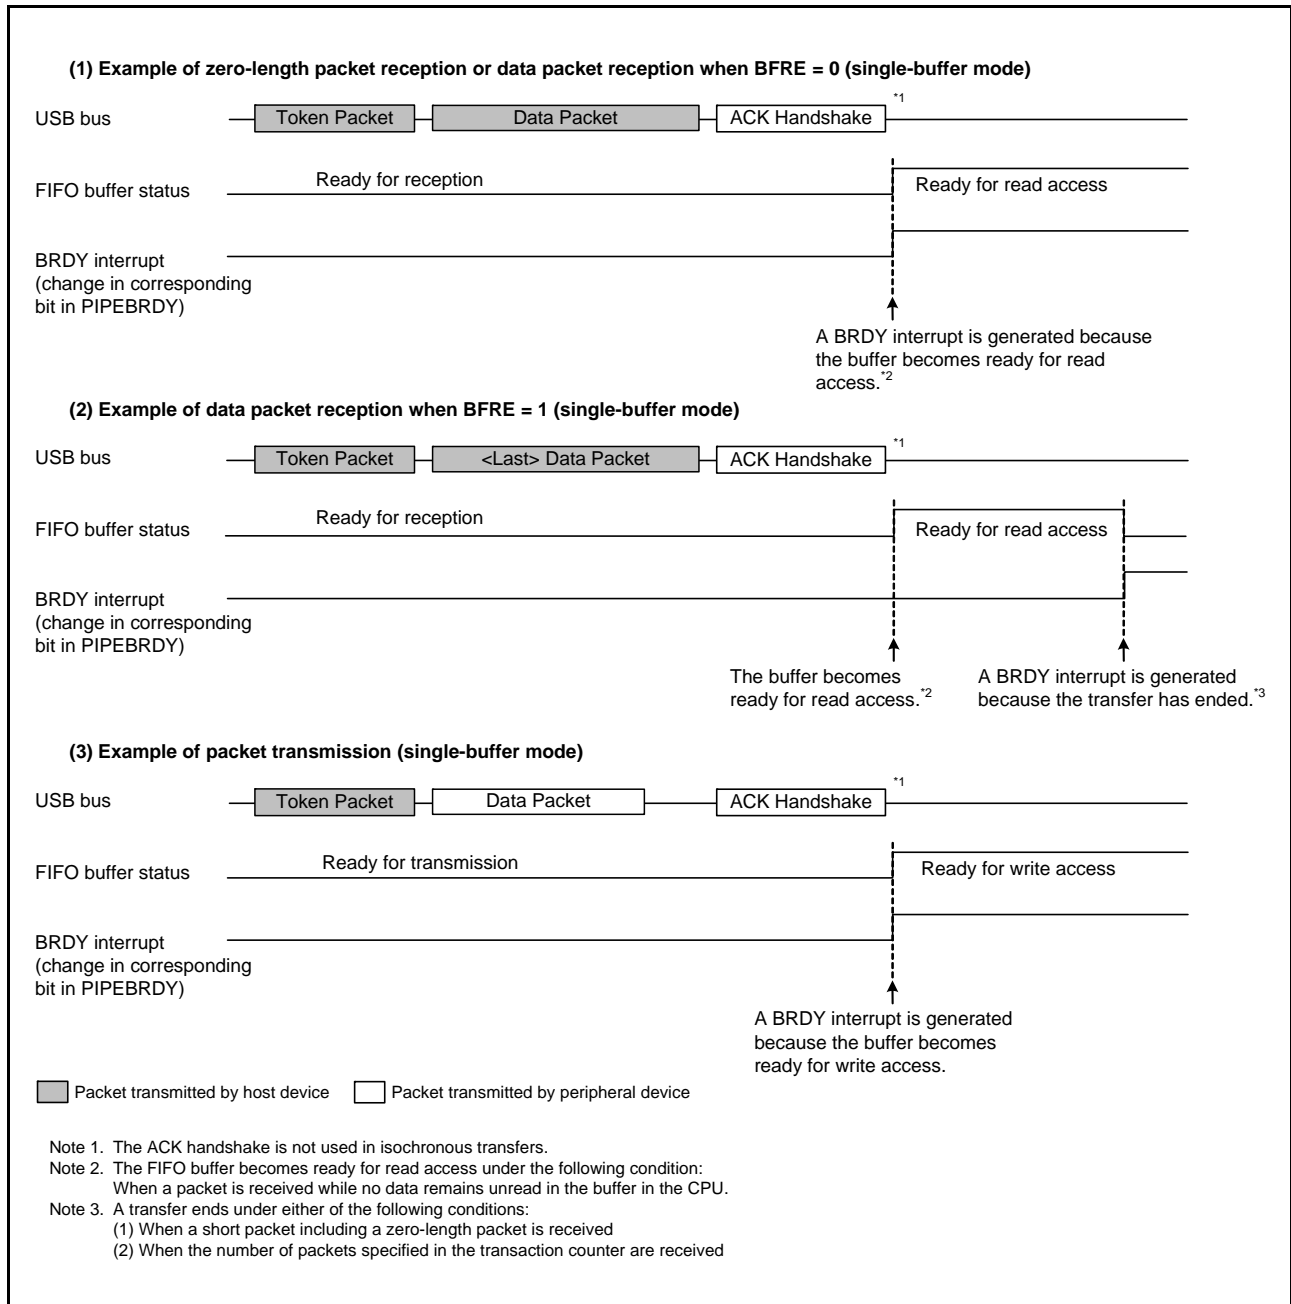 (1) Example of zero-length packet reception or data packet reception when BFRE = 0 (single-buffer mode)
USB bus
Token Packet
Data Packet
ACK Handshake
*1
FIFO buffer status
Ready for reception
Ready for read access
BRDY interrupt
(change in corresponding
bit in PIPEBRDY)
A BRDY interrupt is generated because
the buffer becomes ready for read
access.*2
(2) Example of data packet reception when BFRE = 1 (single-buffer mode)
USB bus
Token Packet
<Last> Data Packet
ACK Handshake
*1
FIFO buffer status
Ready for reception
Ready for read access
BRDY interrupt
(change in corresponding
bit in PIPEBRDY)
The buffer becomes
ready for read access.*2
A BRDY interrupt is generated
because the transfer has ended.*3
(3) Example of packet transmission (single-buffer mode)
USB bus
Token Packet
Data Packet
ACK Handshake
*1
FIFO buffer status
Ready for transmission
Ready for write access
BRDY interrupt
(change in corresponding
bit in PIPEBRDY)
A BRDY interrupt is generated
because the buffer becomes
ready for write access.
Packet transmitted by host device
Packet transmitted by peripheral device
Note 1. The ACK handshake is not used in isochronous transfers.
Note 2. The FIFO buffer becomes ready for read access under the following condition:
When a packet is received while no data remains unread in the buffer in the CPU.
Note 3. A transfer ends under either of the following conditions:
(1) When a short packet including a zero-length packet is received
(2) When the number of packets specified in the transaction counter are received